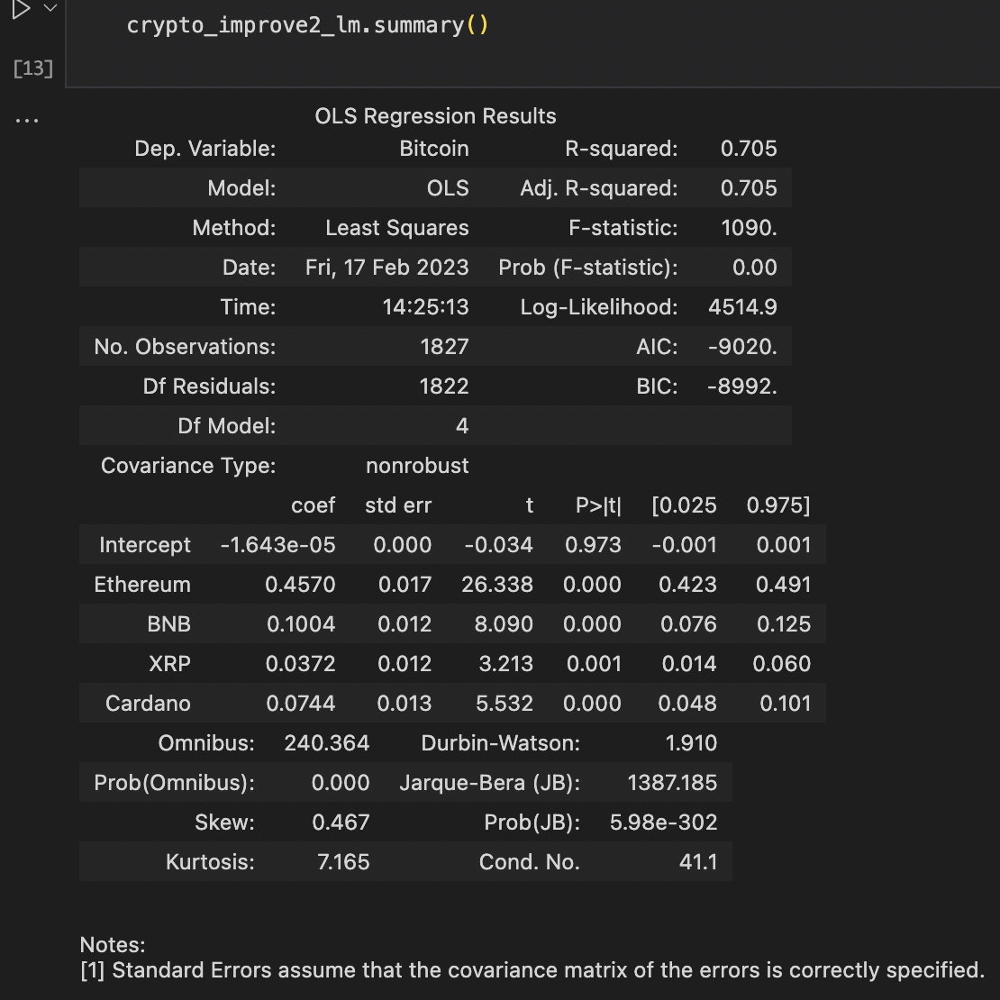 crypto_improve2_lm.summary()
[13]
...
OLS Regression Results
Dep. Variable: Bitcoin R-squared: 0.705
Model: OLS Adj. R-squared: 0.705
Method: Least Squares F-statistic: 1090.
Date: Fri, 17 Feb 2023 Prob (F-statistic): 0.00
Time: 14:25:13 Log-Likelihood: 4514.9
No. Observations: 1827 AIC: -9020.
Df Residuals: 1822 BIC: -8992.
Df Model: 4
Covariance Type: nonrobust
coef std err t P>|t| [0.025 0.975]
Intercept -1.643e-05 0.000 -0.034 0.973 -0.001 0.001
Ethereum 0.4570 0.017 26.338 0.000 0.423 0.491
BNB 0.1004 0.012 8.090 0.000 0.076 0.125
XRP 0.0372 0.012 3.213 0.001 0.014 0.060
Cardano 0.0744 0.013 5.532 0.000 0.048 0.101
Omnibus: 240.364 Durbin-Watson: 1.910
Prob(Omnibus): 0.000 Jarque-Bera (JB): 1387.185
Skew: 0.467 Prob(JB): 5.98e-302
Kurtosis: 7.165 Cond. No. 41.1
Notes:
[1] Standard Errors assume that the covariance matrix of the errors is correctly specified.